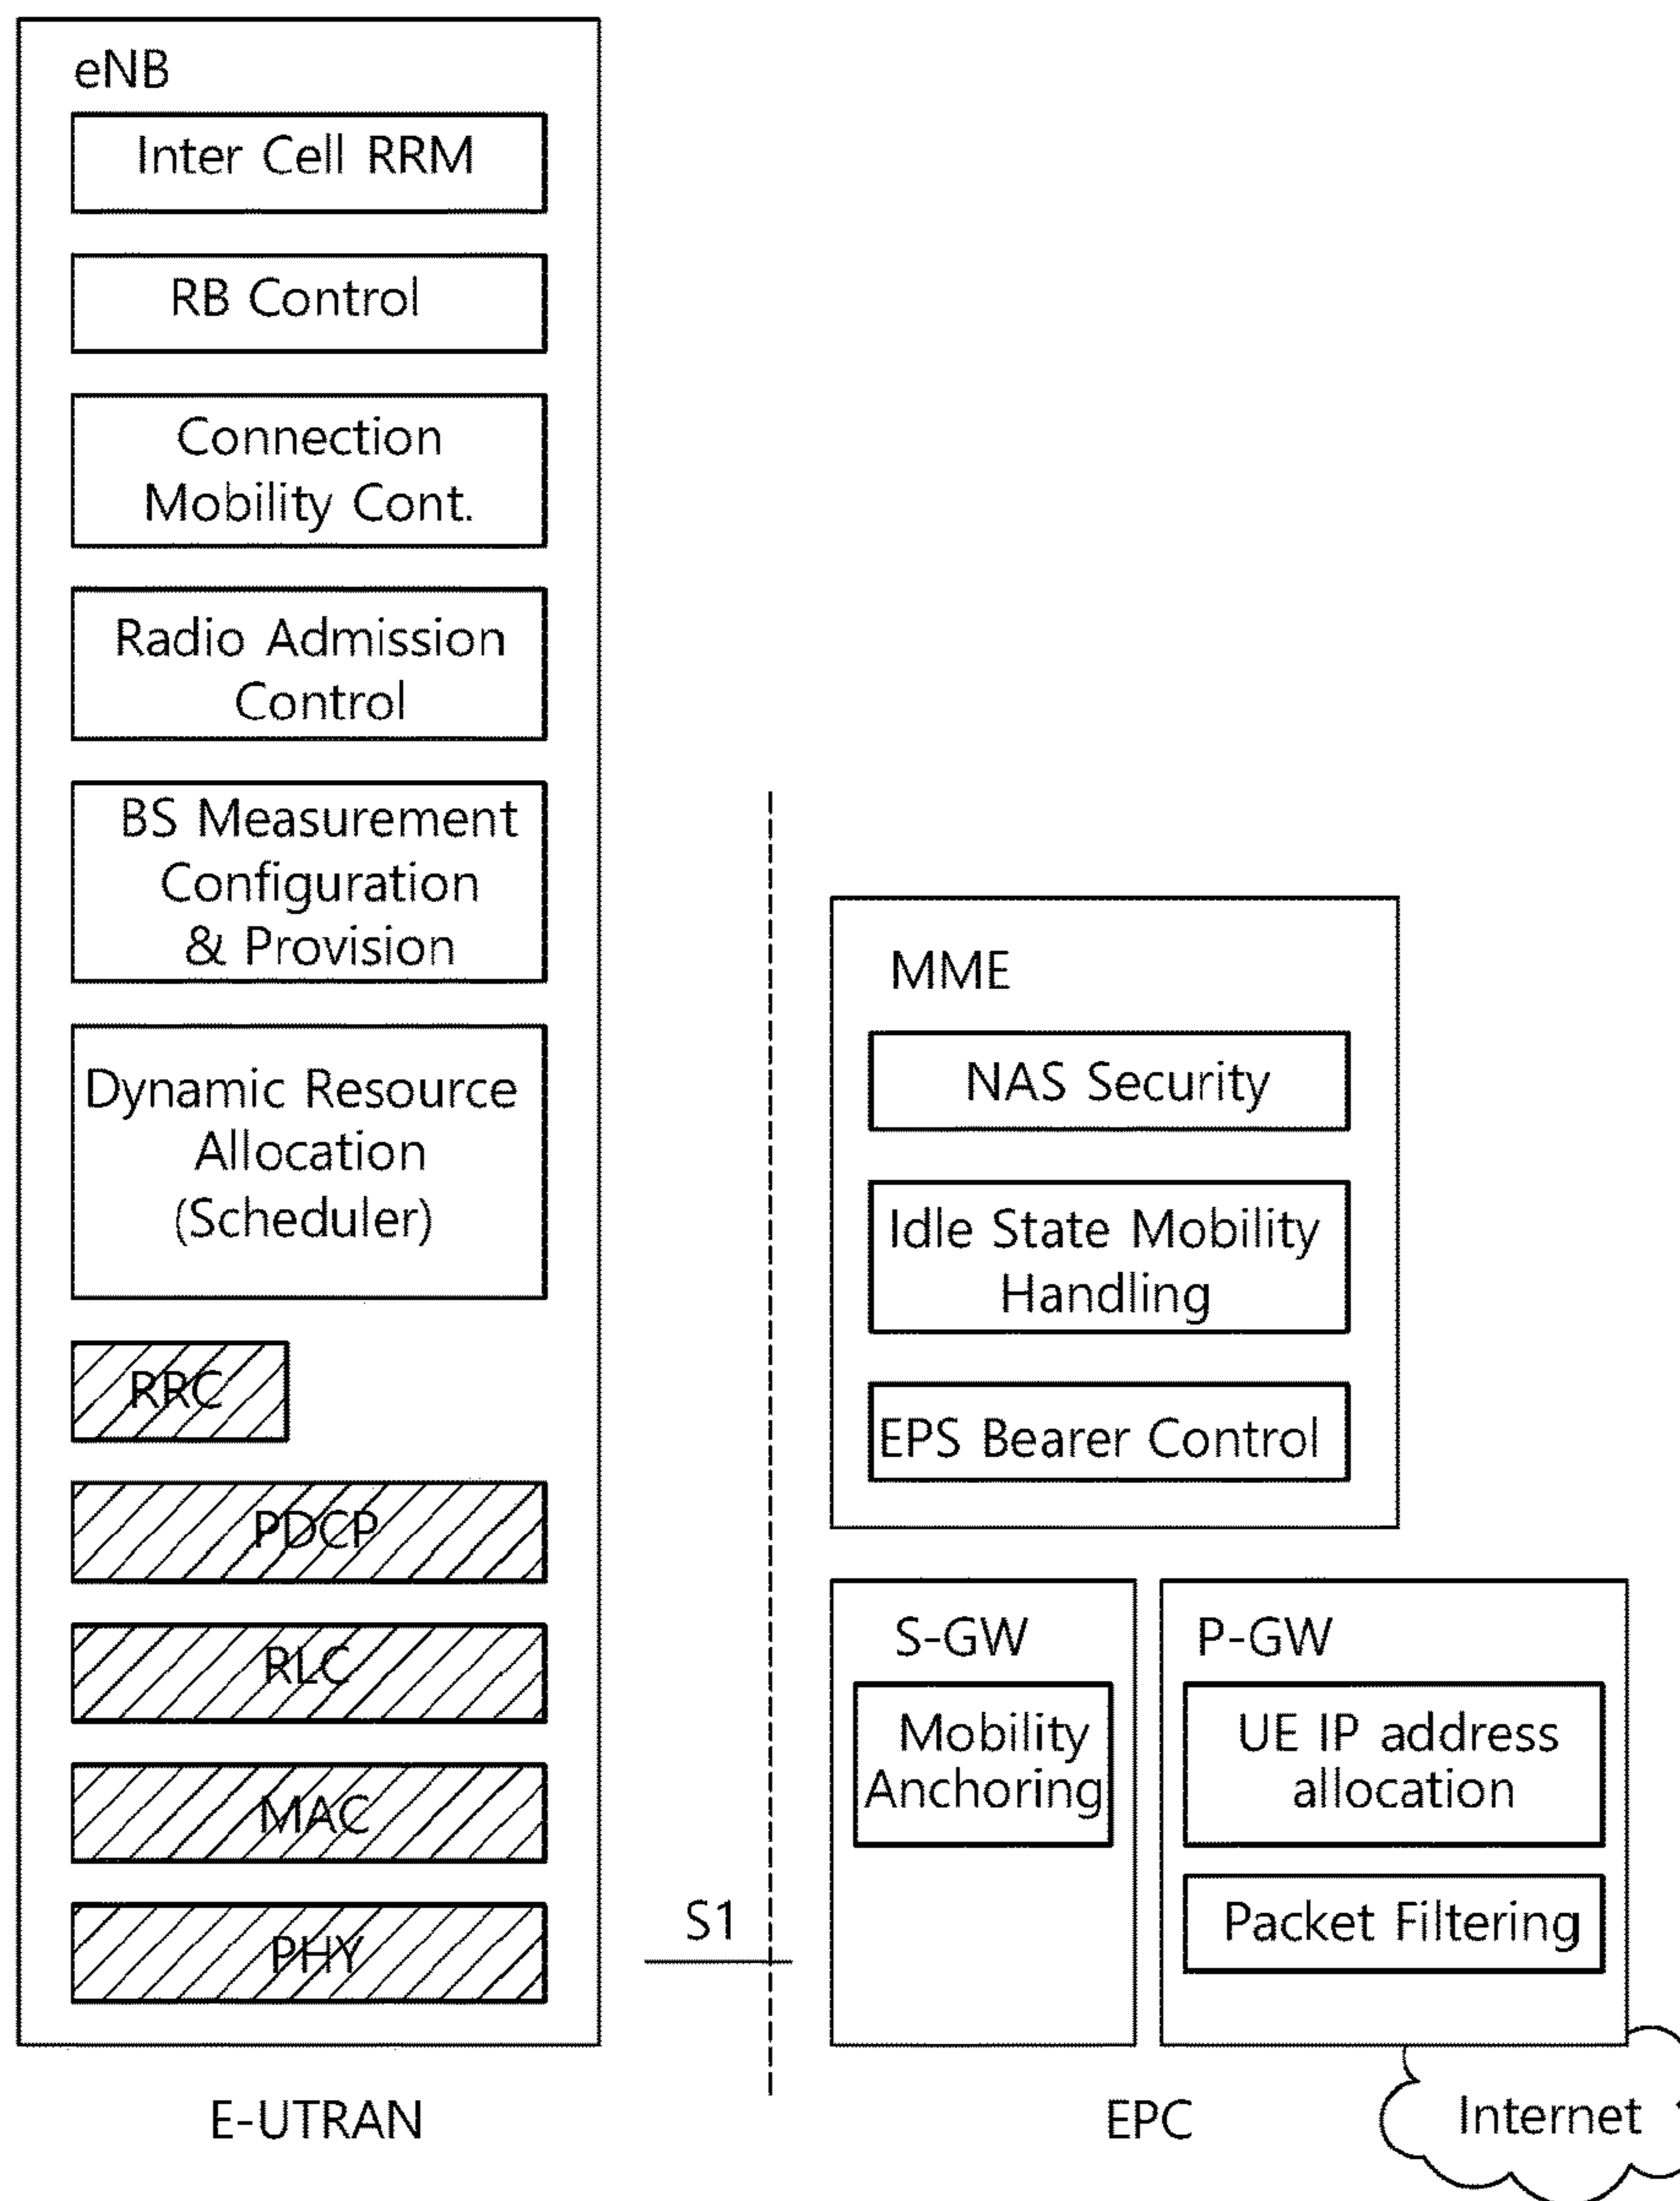 eNB
Inter Cell RRM
RB Control
Connection
Mobility Cont.
Radio Admission
Control
BS Measurement
Configuration
& Provision
Dynamic Resource
Allocation
(Scheduler)
RRC
PDCP
RLC
MAC
PHY
E-UTRAN
S1
MME
NAS Security
Idle State Mobility
Handling
EPS Bearer Control
S-GW
Mobility
Anchoring
P-GW
UE IP address
allocation
Packet Filtering
EPC
Internet